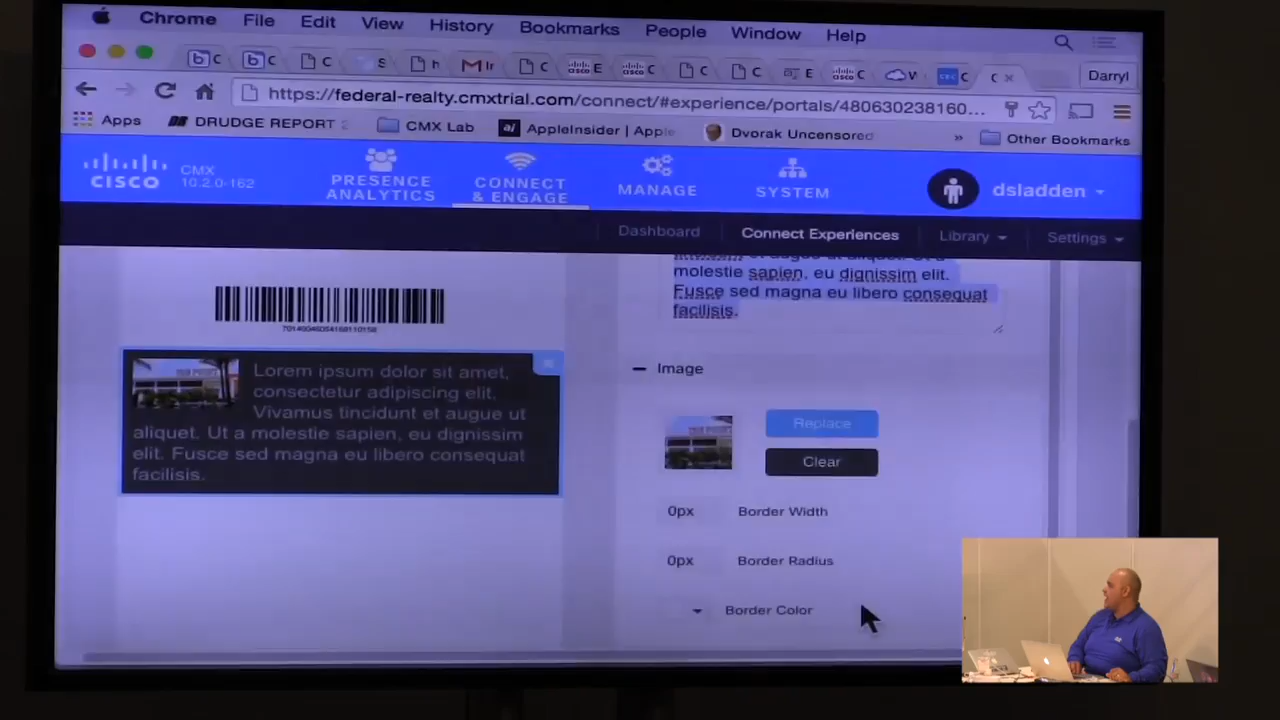 Chrome File Edit View History Bookmarks People Window Help
Darryl
https://federal-realty.cmxtrial.com/connect/#experience/portals/480630238160...
Apps DRUDGE REPORT 2 CMX Lab AppleInsider | Apple Dvorak Uncensored » Other Bookmarks
CISCO CMX 10.2.0-162
PRESENCE ANALYTICS
CONNECT & ENGAGE
MANAGE
SYSTEM
dsladden
Dashboard Connect Experiences Library Settings
molestie sapien, eu dignissim elit.
Fusce sed magna eu libero consequat
facilisis.
Image
Lorem ipsum dolor sit amet,
consectetur adipiscing elit.
Vivamus tincidunt et augue ut
aliquet. Ut a molestie sapien, eu dignissim
elit. Fusce sed magna eu libero consequat
facilisis.
Replace
Clear
0px Border Width
0px Border Radius
Border Color